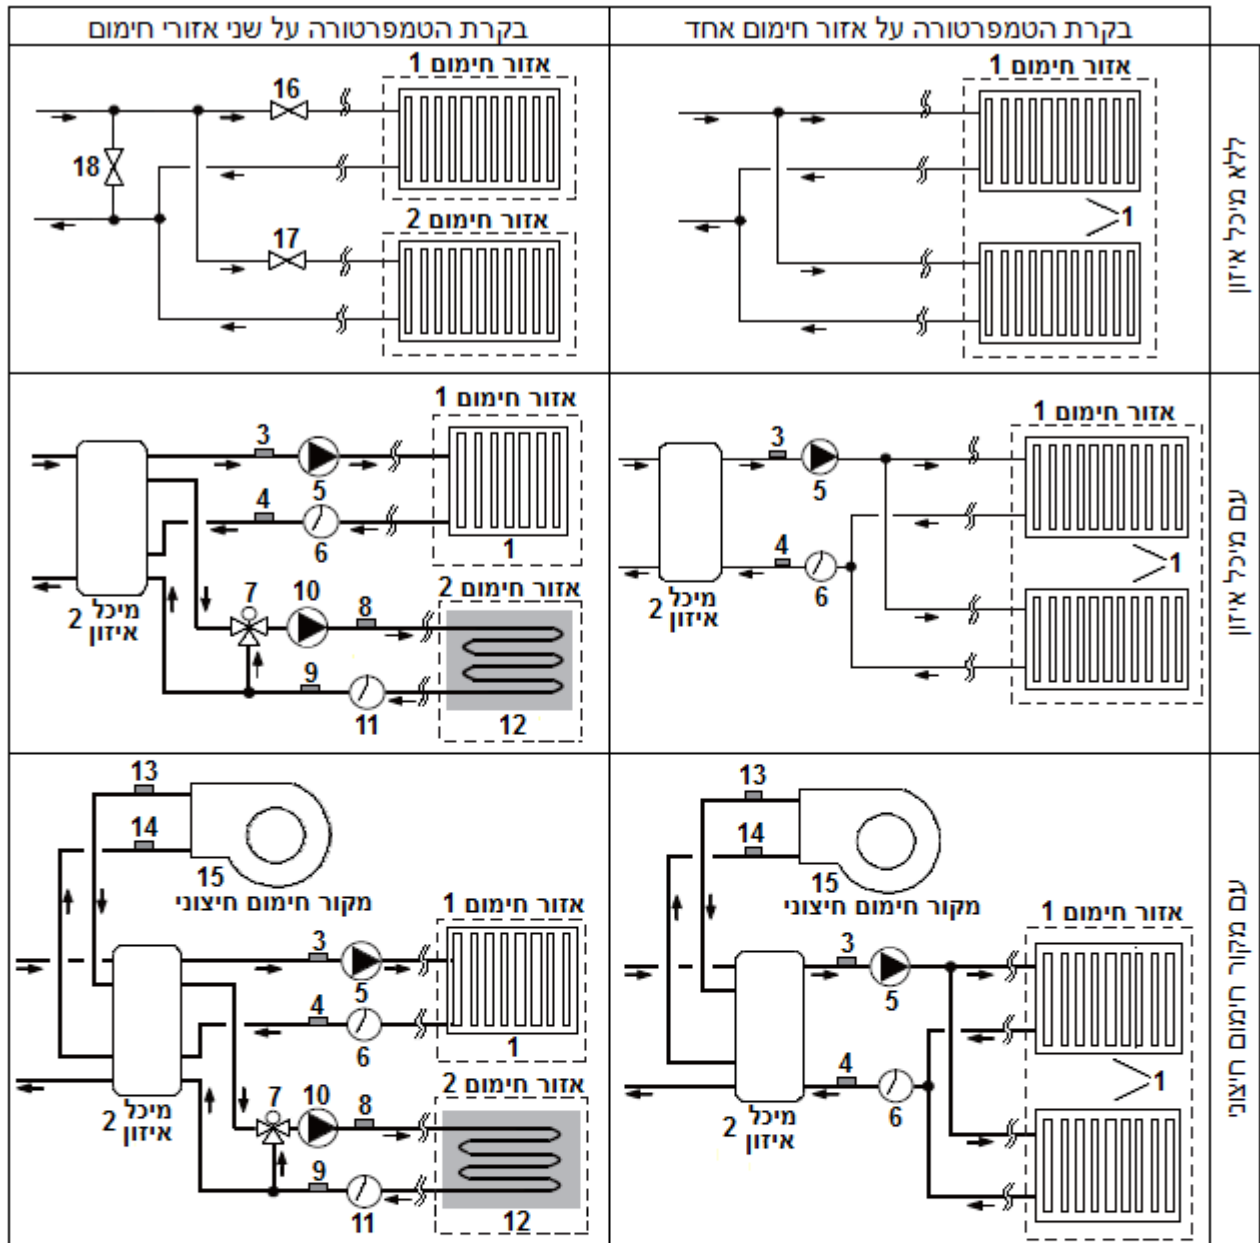 בקרת הטמפרטורה על אזור חימום אחד
בקרת הטמפרטורה על שני אזורי חימום
ללא מיכל איזון
אזור חימום 1
1
אזור חימום 1
16
18
אזור חימום 2
17
עם מיכל איזון
אזור חימום 1
3
5
4
6
1
מיכל
איזון 2
אזור חימום 1
3
5
4
6
1
אזור חימום 2
7
10
8
9
11
12
מיכל
איזון 2
עם מקור חימום חיצוני
13
14
15
מקור חימום חיצוני
אזור חימום 1
3
5
4
6
1
מיכל
איזון 2
13
14
15
מקור חימום חיצוני
אזור חימום 1
3
5
4
6
1
אזור חימום 2
7
10
8
9
11
12
מיכל
איזון 2